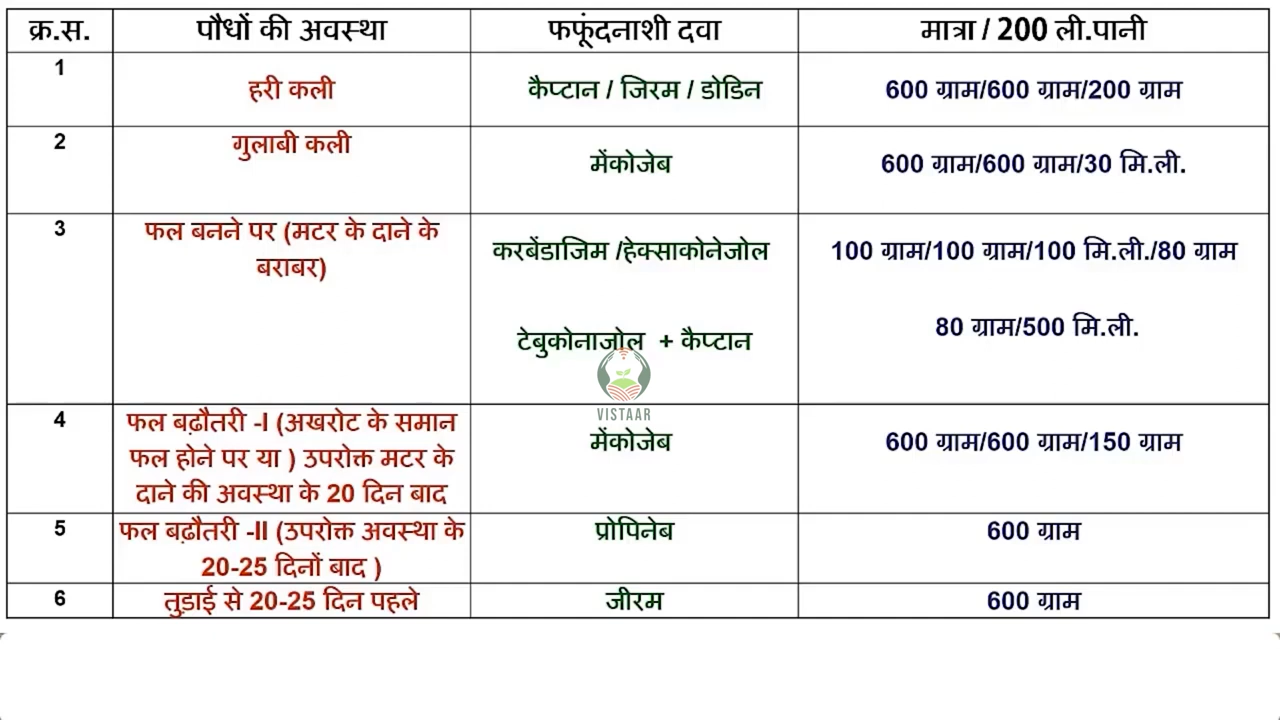 क्र.स. पौधों की अवस्था फफूंदनाशी दवा मात्रा / 200 ली.पानी
1 हरी कली कैप्टान / जिरम / डोडिन 600 ग्राम/600 ग्राम/200 ग्राम
2 गुलाबी कली मेंकोजेब 600 ग्राम/600 ग्राम/30 मि.ली.
3 फल बनने पर (मटर के दाने के करबेंडाजिम /हेक्साकोनेजोल 100 ग्राम/100 ग्राम/100 मि.ली./80 ग्राम
बराबर)
टेबुकोनाजोल + कैप्टान 80 ग्राम/500 मि.ली.
VISTAAR
4 फल बढ़ौतरी -I (अखरोट के समान मेंकोजेब 600 ग्राम/600 ग्राम/150 ग्राम
फल होने पर या ) उपरोक्त मटर के
दाने की अवस्था के 20 दिन बाद
5 फल बढ़ौतरी -II (उपरोक्त अवस्था के प्रोपिनेब 600 ग्राम
20-25 दिनों बाद )
6 तुड़ाई से 20-25 दिन पहले जीरम 600 ग्राम